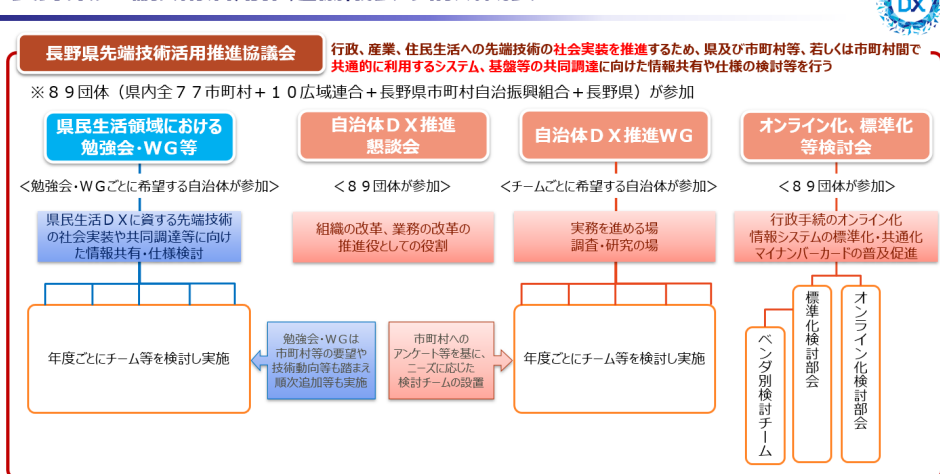 DX
長野県先端技術活用推進協議会
行政、産業、住民生活への先端技術の社会実装を推進するため、県及び市町村等、若しくは市町村間で
共通的に利用するシステム、基盤等の共同調達に向けた情報共有や仕様の検討等を行う
※８９団体（県内全７７市町村＋１０広域連合＋長野県市町村自治振興組合＋長野県）が参加
県民生活領域における
勉強会・ＷＧ等
＜勉強会・ＷＧごとに希望する自治体が参加＞
県民生活ＤＸに資する先端技術
の社会実装や共同調達等に向け
た情報共有・仕様検討
年度ごとにチーム等を検討し実施
勉強会・ＷＧは
市町村等の要望や
技術動向等も踏まえ
順次追加等も実施
自治体ＤＸ推進
懇談会
＜８９団体が参加＞
組織の改革、業務の改革の
推進役としての役割
市町村への
アンケート等を基に、
ニーズに応じた
検討チームの設置
自治体ＤＸ推進ＷＧ
＜チームごとに希望する自治体が参加＞
実務を進める場
調査・研究の場
年度ごとにチーム等を検討し実施
オンライン化、標準化
等検討会
＜８９団体が参加＞
行政手続のオンライン化
情報システムの標準化・共通化
マイナンバーカードの普及促進
オンライン化検討部会
標準化検討部会
ベンダ別検討チーム